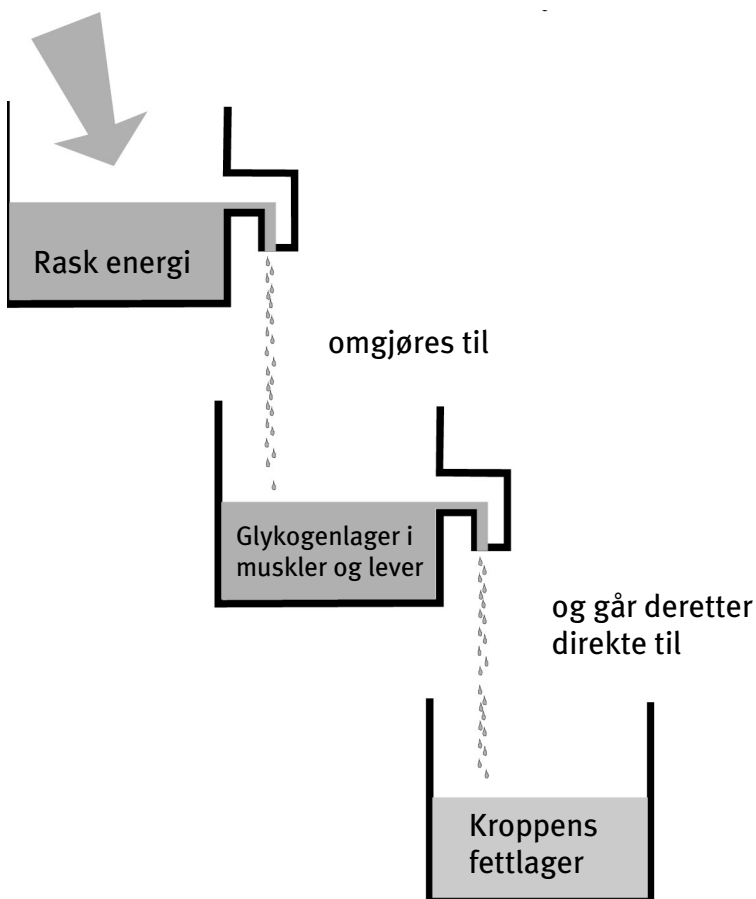 Rask energi
omgjøres til
Glykogenlager i
muskler og lever
og går deretter
direkte til
Kroppens
fettlager